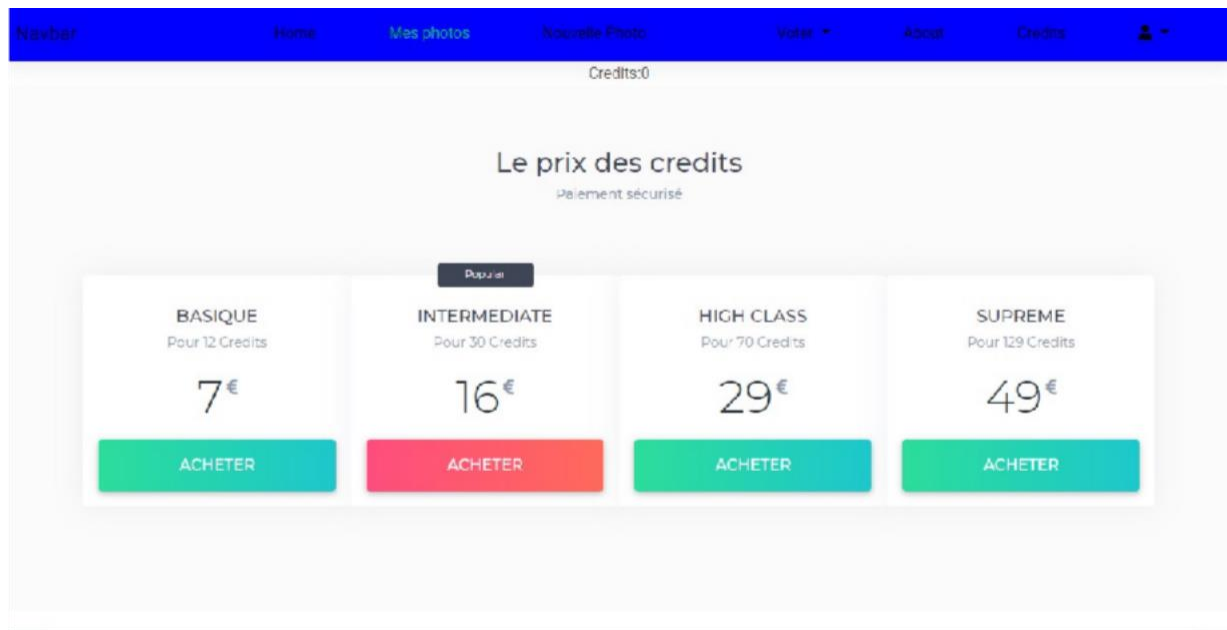 Navbar Home Mes photos Nouvelle Photo Voter About Credits
Credits:0
Le prix des credits
Paiement sécurisé
Popular
BASIQUE
Pour 12 Credits
7€
ACHETER
INTERMEDIATE
Pour 30 Credits
16€
ACHETER
HIGH CLASS
Pour 70 Credits
29€
ACHETER
SUPREME
Pour 129 Credits
49€
ACHETER